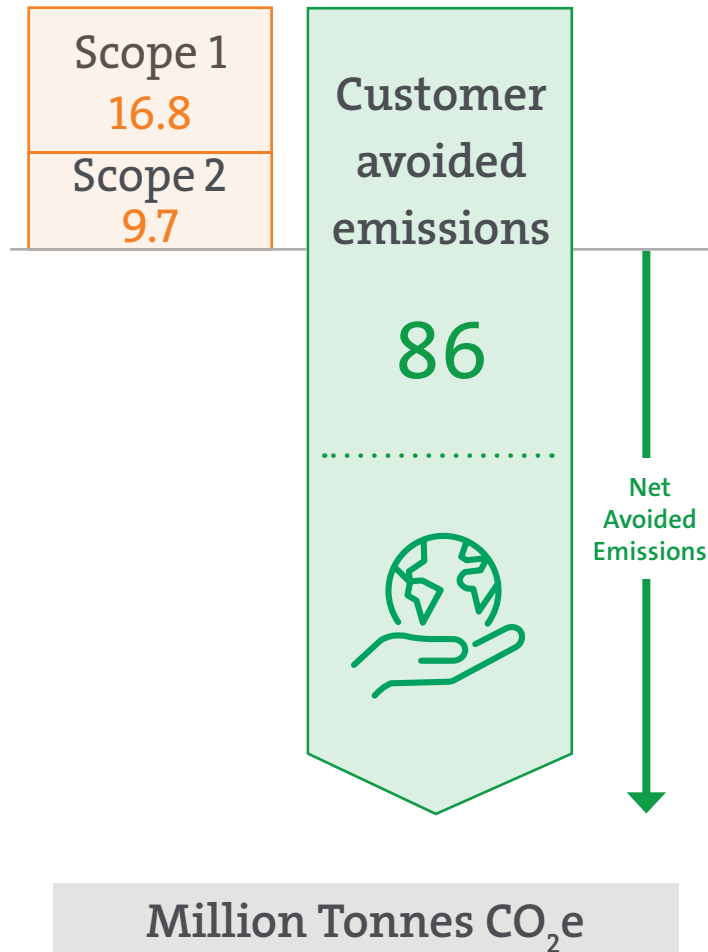 Scope 1
16.8
Scope 2
9.7
Customer
avoided
emissions
86
Net
Avoided
Emissions
Million Tonnes CO₂e